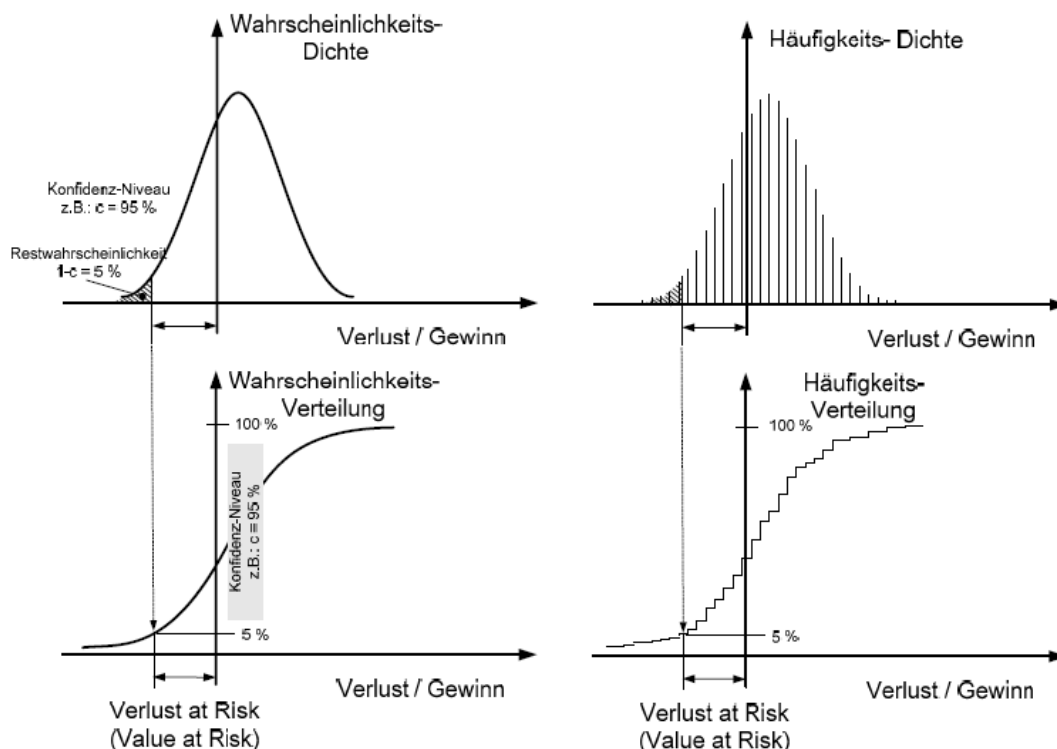 Wahrscheinlichkeits-
Dichte
Konfidenz-Niveau
z.B.: c = 95 %
Restwahrscheinlichkeit
1-c = 5 %
Verlust / Gewinn
Häufigkeits- Dichte
Verlust / Gewinn
Wahrscheinlichkeits-
Verteilung
100 %
Konfidenz-Niveau
z.B.: c = 95 %
5 %
Verlust / Gewinn
Verlust at Risk
(Value at Risk)
Häufigkeits-
Verteilung
100 %
5 %
Verlust / Gewinn
Verlust at Risk
(Value at Risk)